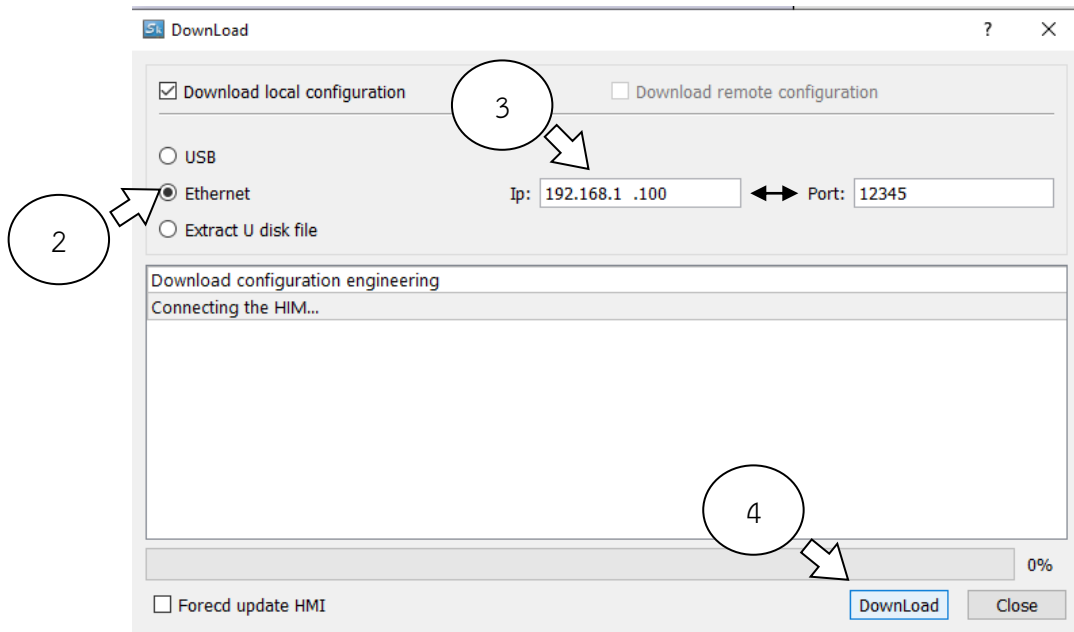 Sk DownLoad ?
Download local configuration Download remote configuration
3
USB
Ethernet Ip: 192.168.1 .100 Port: 12345
2
Extract U disk file
Download configuration engineering
Connecting the HIM...
4
0%
Forecd update HMI DownLoad Close